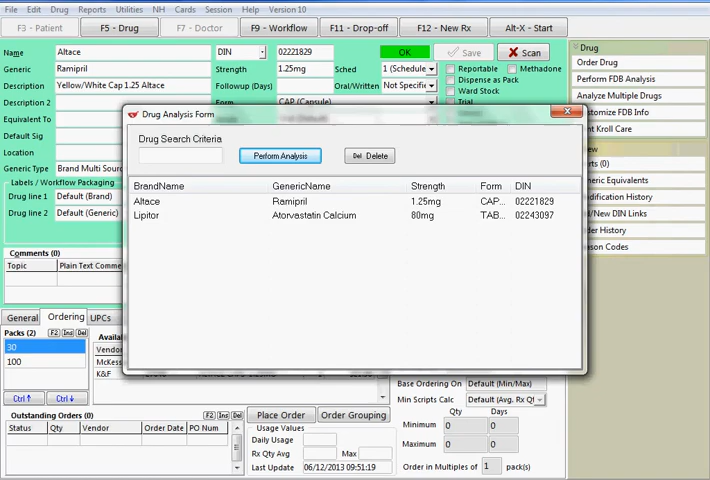 File Edit Drug Reports Utilities NH Cards Session Help Version 10
F3 - Patient F5 - Drug F7 - Doctor F9 - Workflow F11 - Drop-off F12 - New Rx Alt-X - Start
Name Altace DIN 02221829 OK Save Scan
Generic Ramipril Strength 1.25mg Sched 1 (Schedule Reportable Methadone
Description Yellow/White Cap 1.25 Altace Followup (Days) Oral/Written Not Specific Dispense as Pack
Ward Stock
Description 2 Form CAP (Capsule) Trial
Equivalent To
Default Sig
Location
Generic Type Brand Multi Sourc
Labels / Workflow Packaging
Drug line 1 Default (Brand)
Drug line 2 Default (Generic)
Comments (0)
Topic Plain Text Comme
Drug
Order Drug
Perform FDB Analysis
Analyze Multiple Drugs
ustomize FDB Info
nt Kroll Care
ew
erts (0)
neric Equivalents
dification History
d/New DIN Links
der History
ason Codes
Drug Analysis Form
Drug Search Criteria
Perform Analysis Del Delete
BrandName GenericName Strength Form DIN
Altace Ramipril 1.25mg CAP... 02221829
Lipitor Atorvastatin Calcium 80mg TAB... 02243097
General Ordering UPCs
Packs (2) F2 Ins Del
30
100
Ctrl Ctrl
Availa
Vendor
McKess
K&F
Base Ordering On Default (Min/Max)
Min Scripts Calc Default (Avg. Rx Qt
Outstanding Orders (0) F2 Ins Del
Status Qty Vendor Order Date PO Num
Place Order Order Grouping
Usage Values
Daily Usage
Rx Qty Avg Max
Last Update 06/12/2013 09:51:19
Qty Days
Minimum 0 0
Maximum 0 0
Order in Multiples of 1 pack(s)